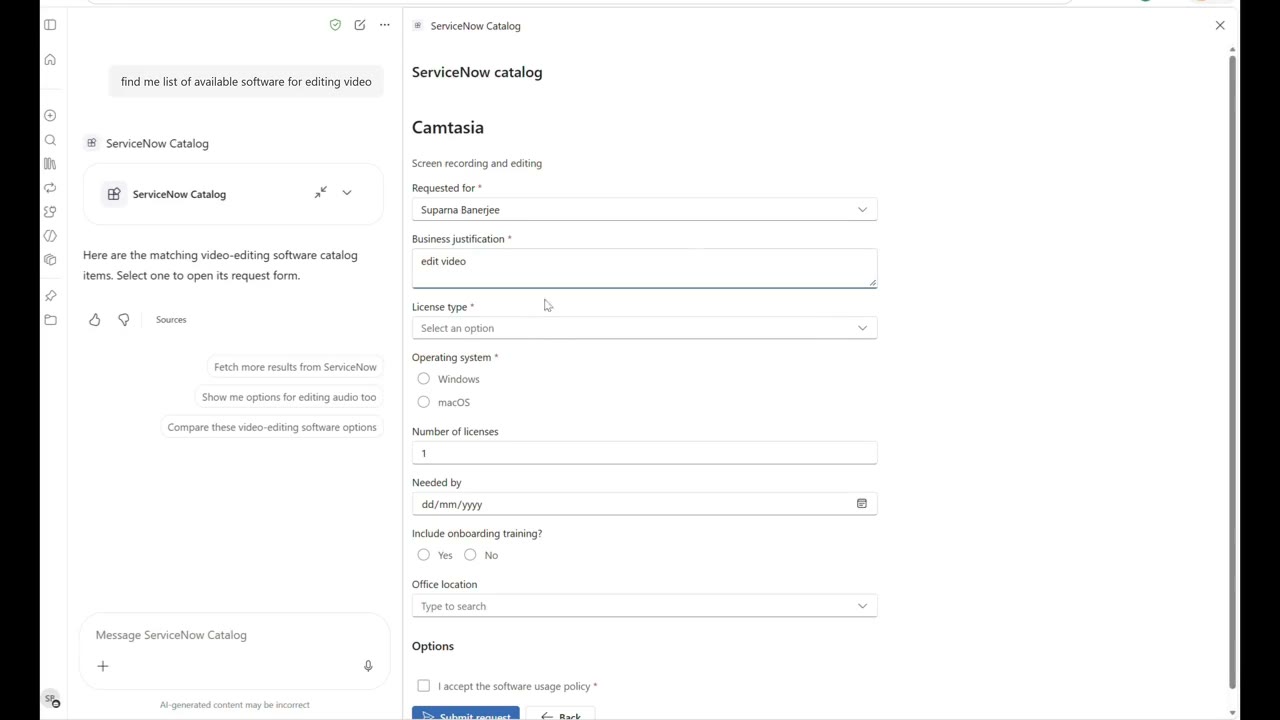 find me list of available software for editing video
ServiceNow Catalog
ServiceNow Catalog
Here are the matching video-editing software catalog
items. Select one to open its request form.
Sources
Fetch more results from ServiceNow
Show me options for editing audio too
Compare these video-editing software options
Message ServiceNow Catalog
SB
AI-generated content may be incorrect
ServiceNow Catalog
ServiceNow catalog
Camtasia
Screen recording and editing
Requested for *
Suparna Banerjee
Business justification *
edit video
License type *
Select an option
Operating system *
Windows
macOS
Number of licenses
1
Needed by
dd/mm/yyyy
Include onboarding training?
Yes No
Office location
Type to search
Options
I accept the software usage policy *
Submit request Back